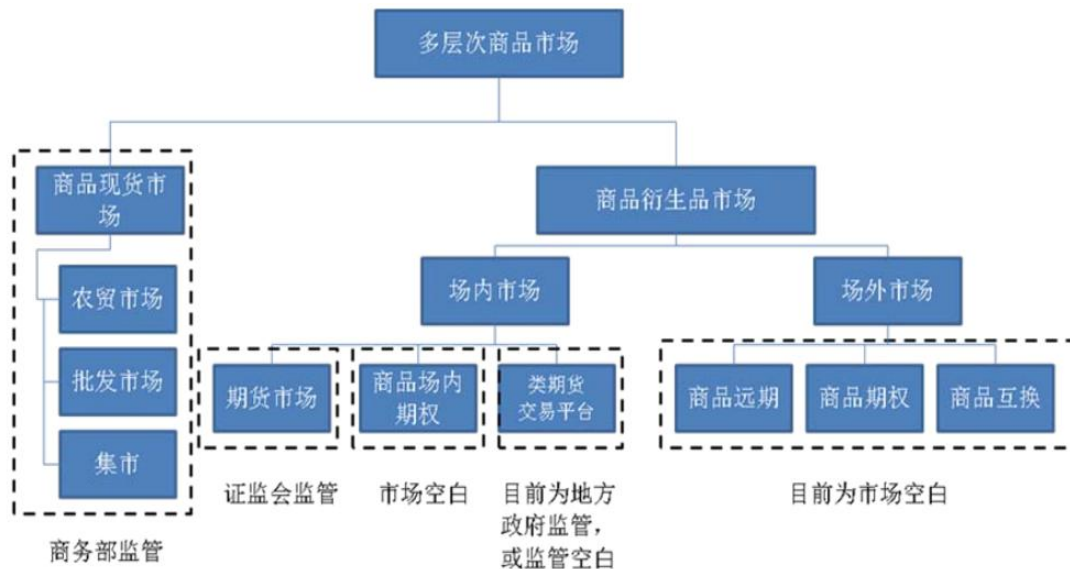 多层次商品市场
商品现货市
场
商品衍生品市场
农贸市场
批发市场
集市
商务部监管
场内市场
场外市场
期货市场
商品场内
期权
类期货
交易平台
商品远期
商品期权
商品互换
证监会监管
市场空白
目前为地方
政府监管，
或监管空白
目前为市场空白